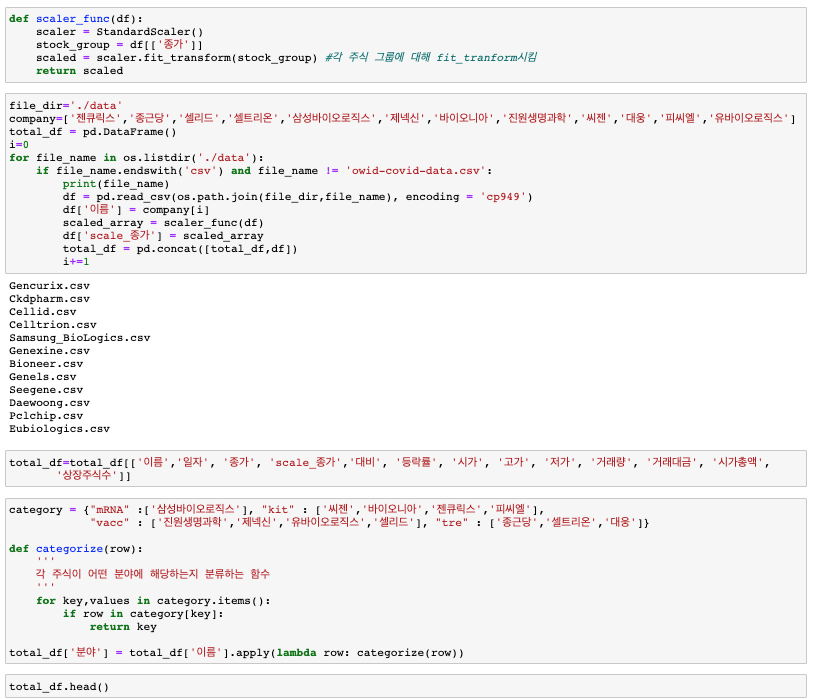 def scaler_func(df):
    scaler = StandardScaler()
    stock_group = df[['종가']]
    scaled = scaler.fit_transform(stock_group) #각 주식 그룹에 대해 fit_tranform시킴
    return scaled
file_dir='./data'
company=['젠큐릭스','종근당','셀리드','셀트리온','삼성바이오로직스','제넥신','바이오니아','진원생명과학','씨젠','대웅','피씨엘','유바이오로직스']
total_df = pd.DataFrame()
i=0
for file_name in os.listdir('./data'):
    if file_name.endswith('csv') and file_name != 'owid-covid-data.csv':
        print(file_name)
        df = pd.read_csv(os.path.join(file_dir,file_name), encoding = 'cp949')
        df['이름'] = company[i]
        scaled_array = scaler_func(df)
        df['scale_종가'] = scaled_array
        total_df = pd.concat([total_df,df])
        i+=1
Gencurix.csv
Ckdpharm.csv
Cellid.csv
Celltrion.csv
Samsung_BioLogics.csv
Genexine.csv
Bioneer.csv
Genels.csv
Seegene.csv
Daewoong.csv
Pclchip.csv
Eubiologics.csv
total_df=total_df[['이름','일자', '종가', 'scale_종가','대비', '등락률', '시가', '고가', '저가', '거래량', '거래대금', '시가총액',
       '상장주식수']]
category = {"mRNA" :['삼성바이오로직스'], "kit" : ['씨젠','바이오니아','젠큐릭스','피씨엘'],
            "vacc" : ['진원생명과학','제넥신','유바이오로직스','셀리드'], "tre" : ['종근당','셀트리온','대웅']}
def categorize(row):
    '''
    각 주식이 어떤 분야에 해당하는지 분류하는 함수
    '''
    for key,values in category.items():
        if row in category[key]:
            return key
total_df['분야'] = total_df['이름'].apply(lambda row: categorize(row))
total_df.head()